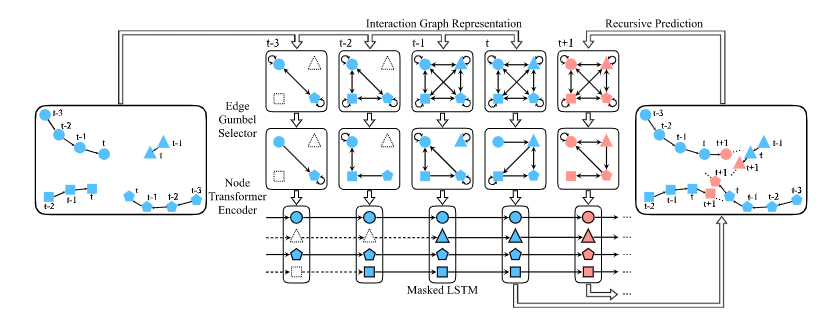 Interaction Graph Representation
Recursive Prediction
t-3
t-2
t-1
t
t+1
Edge
Gumbel
Selector
Node
Transformer
Encoder
Masked LSTM
t-3
t-2
t-1
t
t-1
t
t-2
t-1
t
t
t-1
t-2
t-3
t-3
t-2
t-1
t
t+1
t-1
t
t+1
t+1
t
t+1
t-2
t-1
t
t-1
t-2
t-3
...
...
...
...
...